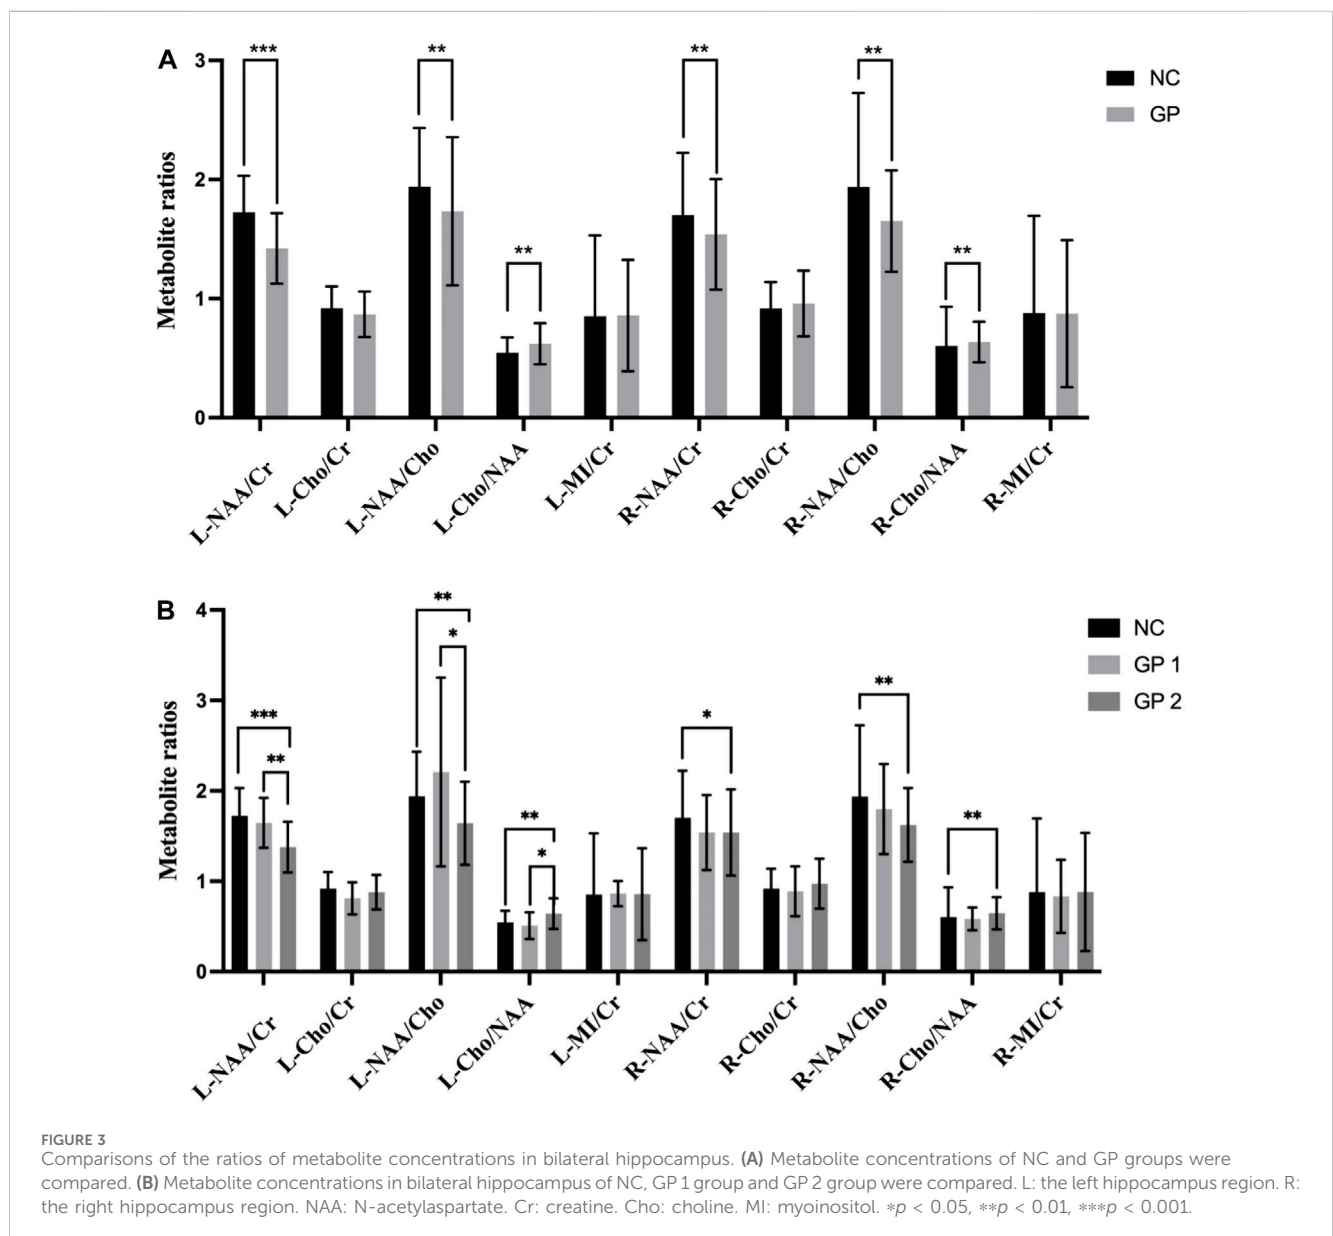 A
3
2
1
0
Metabolite ratios
***
**
**
**
**
**
NC
GP
L-NAA/Cr
L-Cho/Cr
L-NAA/Cho
L-Cho/NAA
L-MI/Cr
R-NAA/Cr
R-Cho/Cr
R-NAA/Cho
R-Cho/NAA
R-MI/Cr
B
4
3
2
1
0
Metabolite ratios
***
**
**
*
**
*
*
**
**
NC
GP 1
GP 2
L-NAA/Cr
L-Cho/Cr
L-NAA/Cho
L-Cho/NAA
L-MI/Cr
R-NAA/Cr
R-Cho/Cr
R-NAA/Cho
R-Cho/NAA
R-MI/Cr
FIGURE 3
Comparisons of the ratios of metabolite concentrations in bilateral hippocampus. (A) Metabolite concentrations of NC and GP groups were
compared. (B) Metabolite concentrations in bilateral hippocampus of NC, GP 1 group and GP 2 group were compared. L: the left hippocampus region. R:
the right hippocampus region. NAA: N-acetylaspartate. Cr: creatine. Cho: choline. MI: myoinositol. ∗p < 0.05, ∗∗p < 0.01, ∗∗∗p < 0.001.